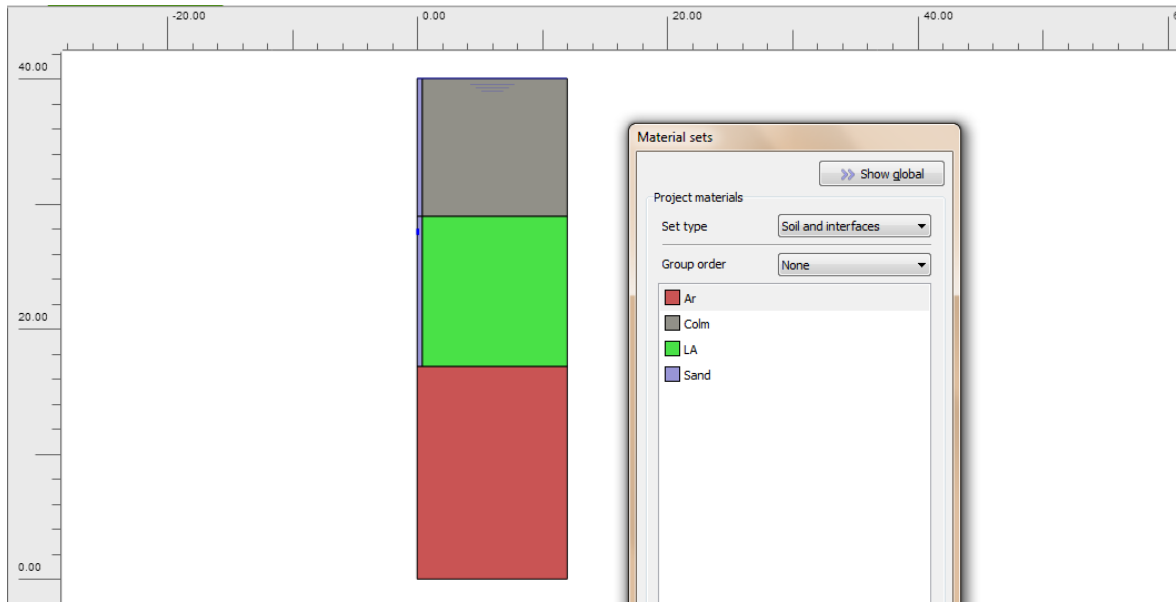 -20.00 0.00 20.00 40.00
40.00
20.00
0.00
Material sets
Show global
Project materials
Set type Soil and interfaces
Group order None
Ar
Colm
LA
Sand